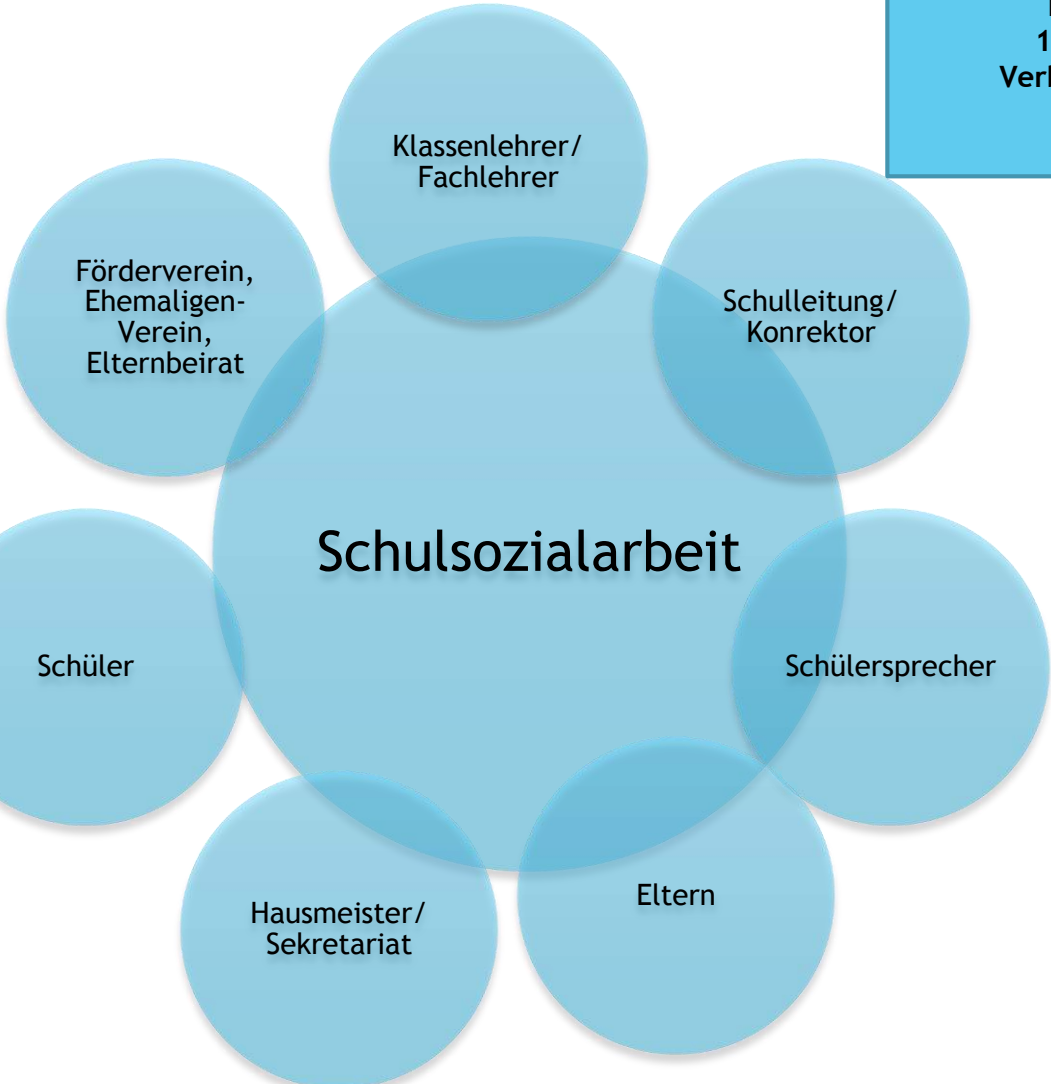 Klassenlehrer/
Fachlehrer
Förderverein,
Ehemaligen-
Verein,
Elternbeirat
Schulleitung/
Konrektor
Schulsozialarbeit
Schüler
Schülersprecher
Hausmeister/
Sekretariat
Eltern